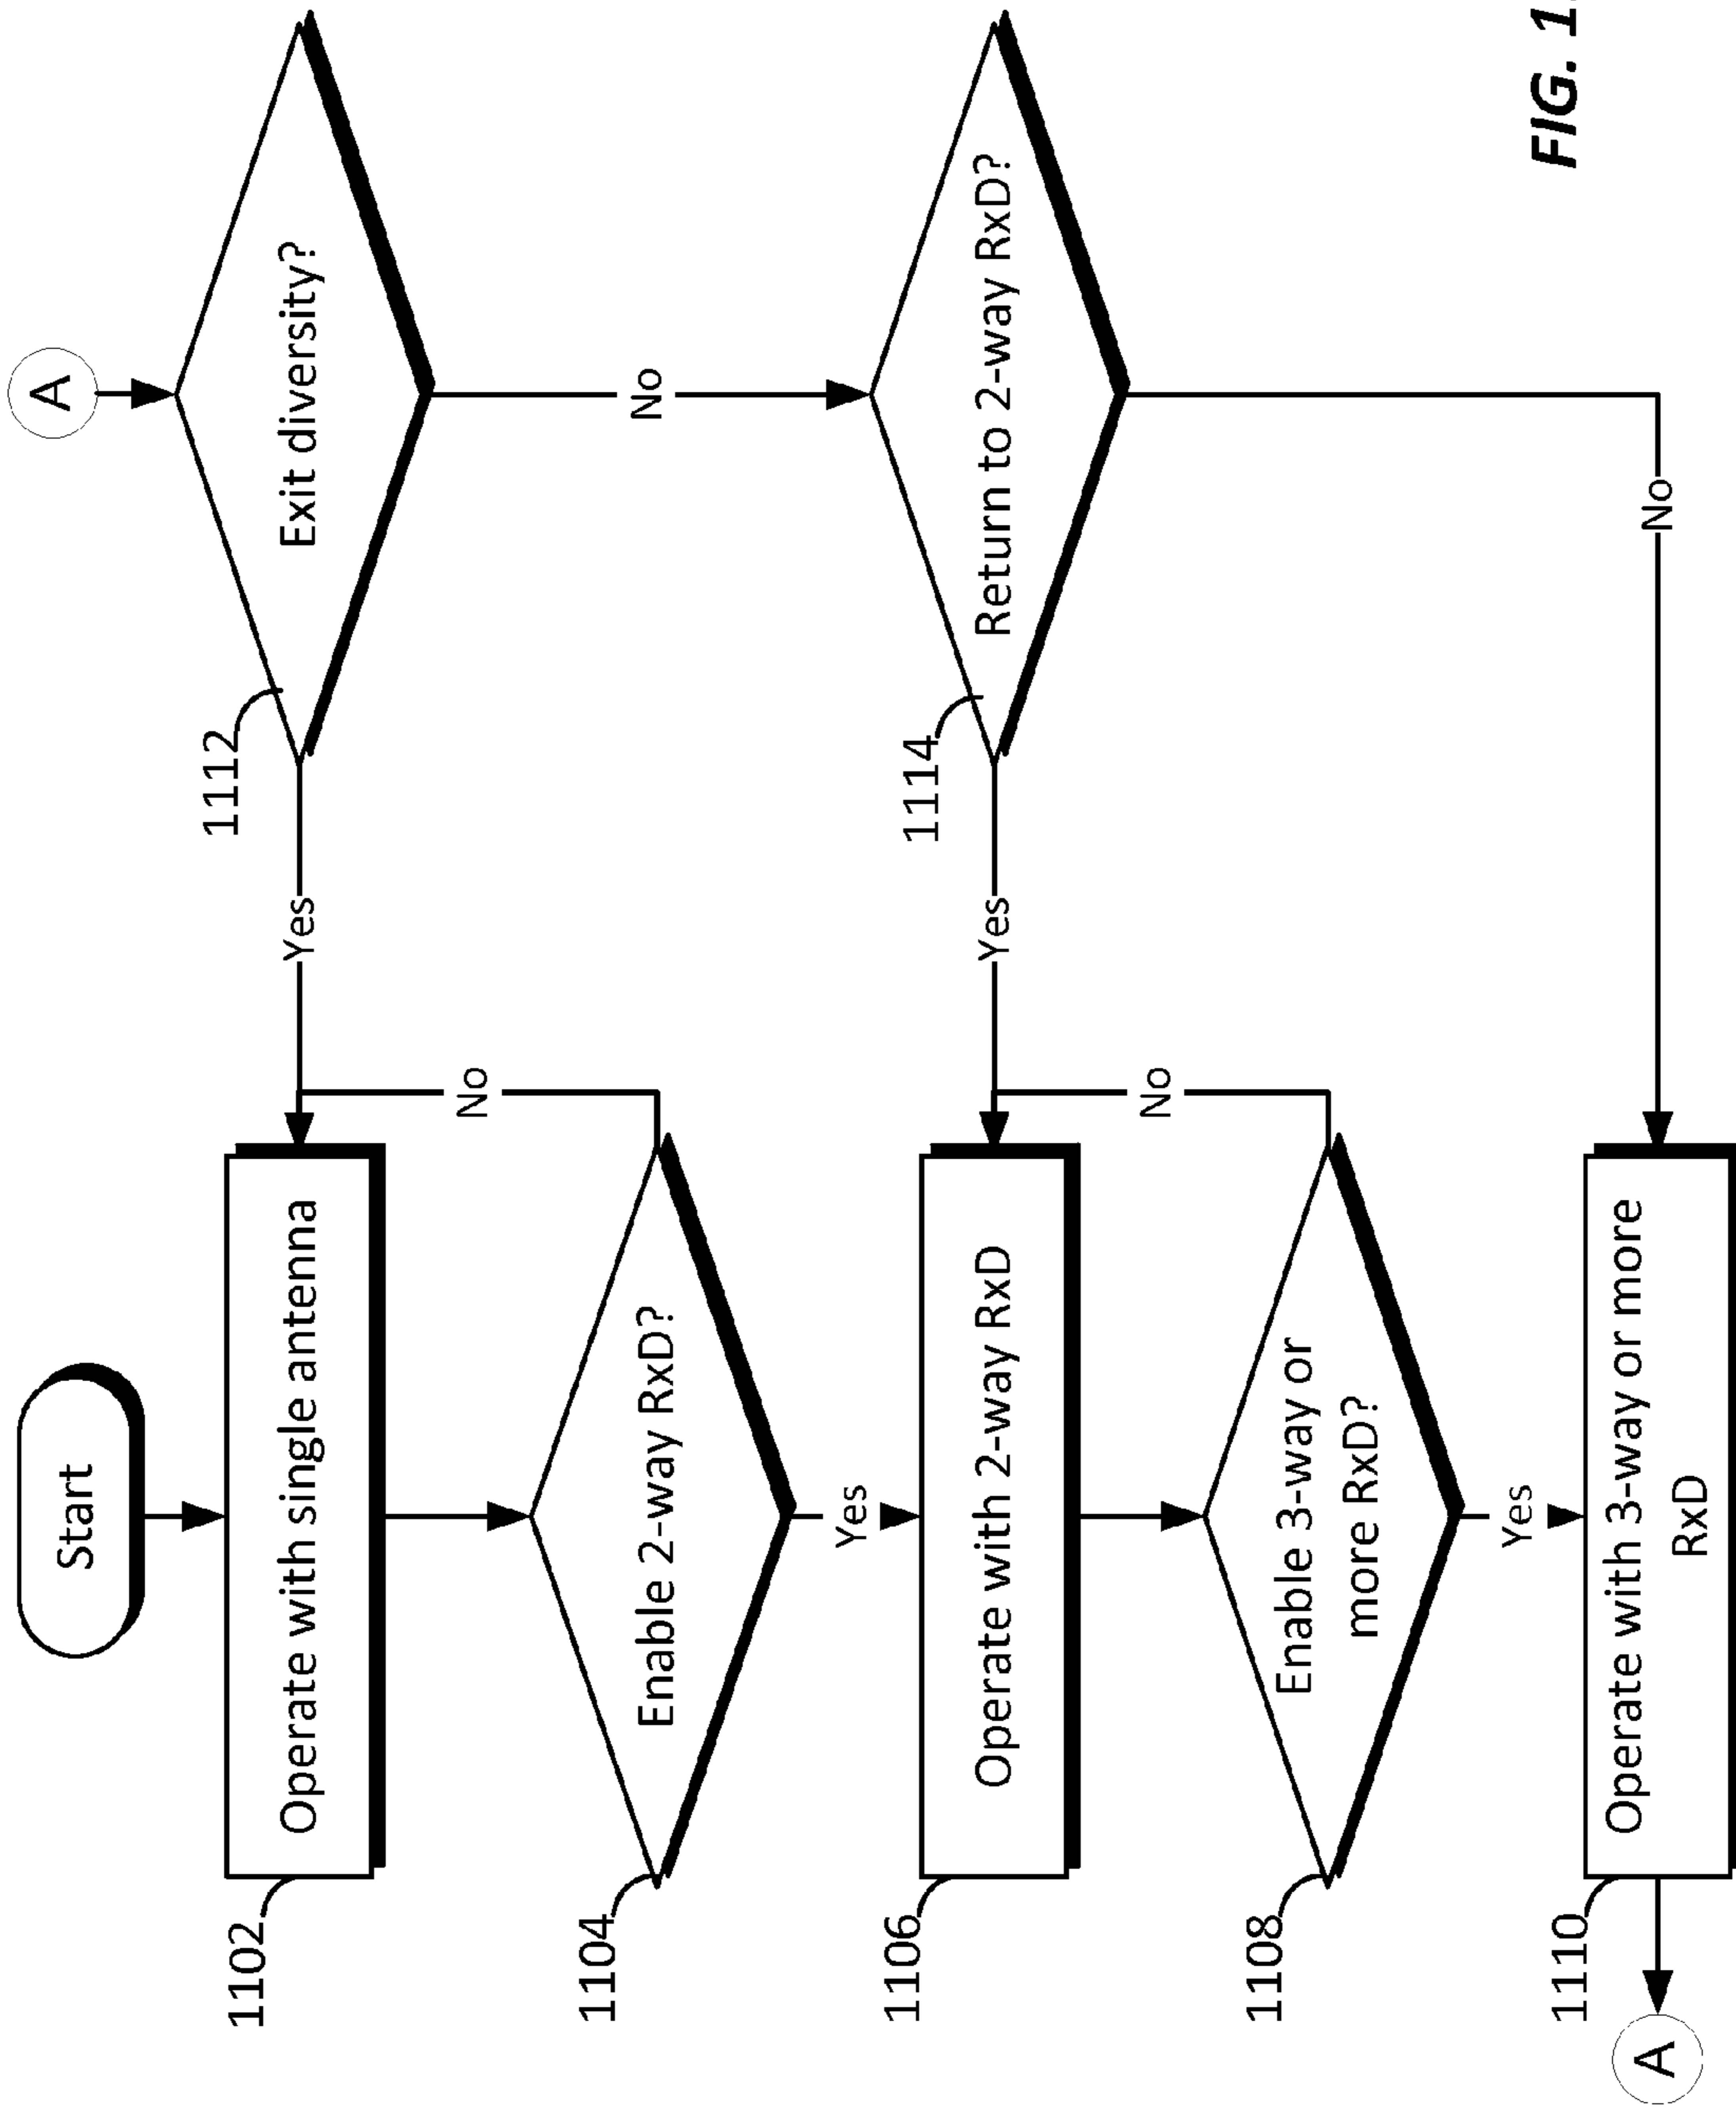 Start
1102
Operate with single antenna
1104
Enable 2-way RxD?
No
Yes
1106
Operate with 2-way RxD
1108
Enable 3-way or
more RxD?
No
Yes
1110
Operate with 3-way or more
RxD
A
A
1112
Exit diversity?
Yes
No
1114
Return to 2-way RxD?
Yes
No
FIG.